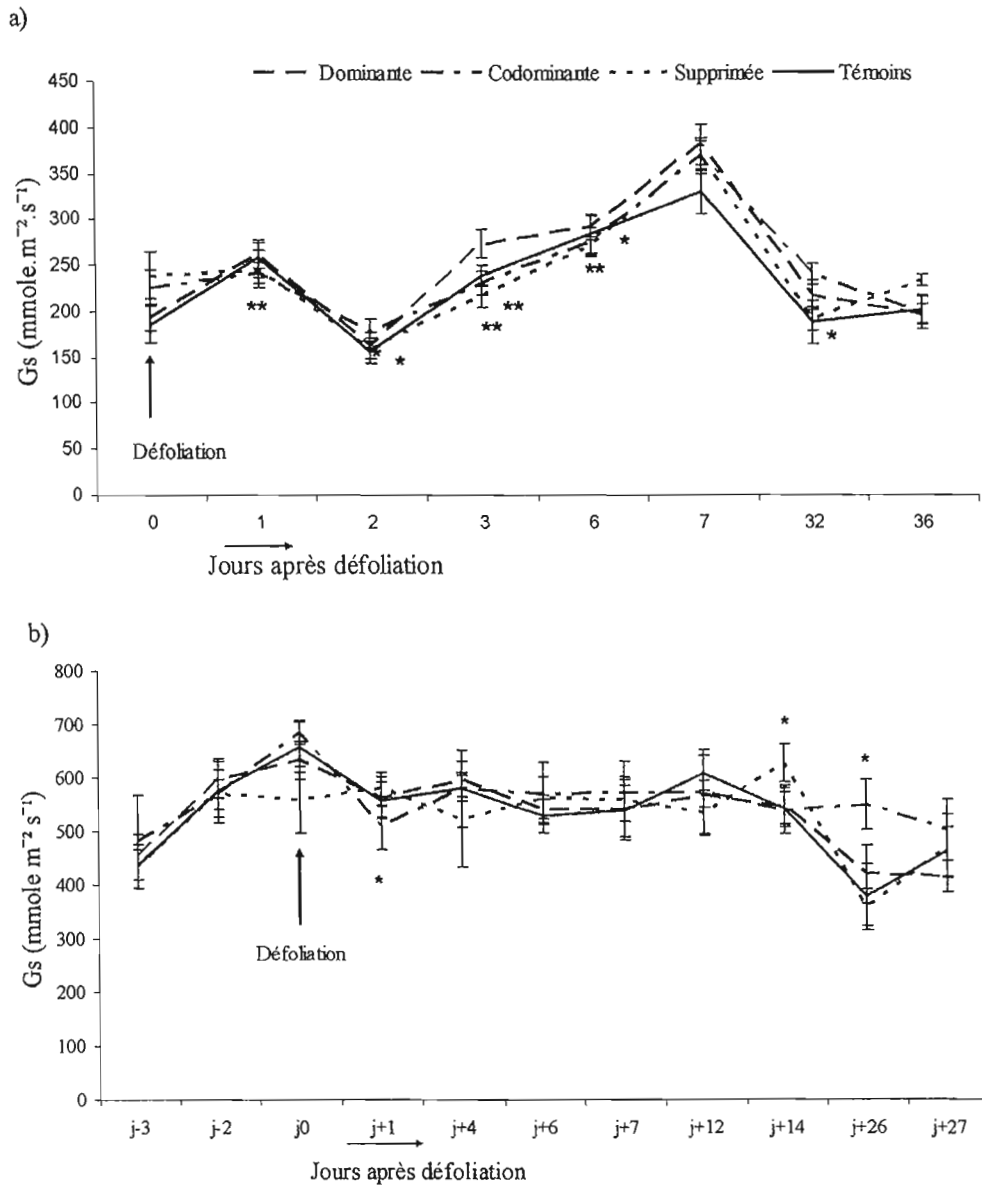 a)
Dominante Codominante Supprimée Témoins
450
400
350
300
250
200
150
100
50
0
Gs (mmole.m⁻².s⁻¹)
**
* *
**
**
**
*
*
Défoliation
0 1 2 3 6 7 32 36
Jours après défoliation
b)
800
700
600
500
400
300
200
100
0
Gs (mmole m⁻² s⁻¹)
*
*
*
Défoliation
j-3 j-2 j0 j+1 j+4 j+6 j+7 j+12 j+14 j+26 j+27
Jours après défoliation